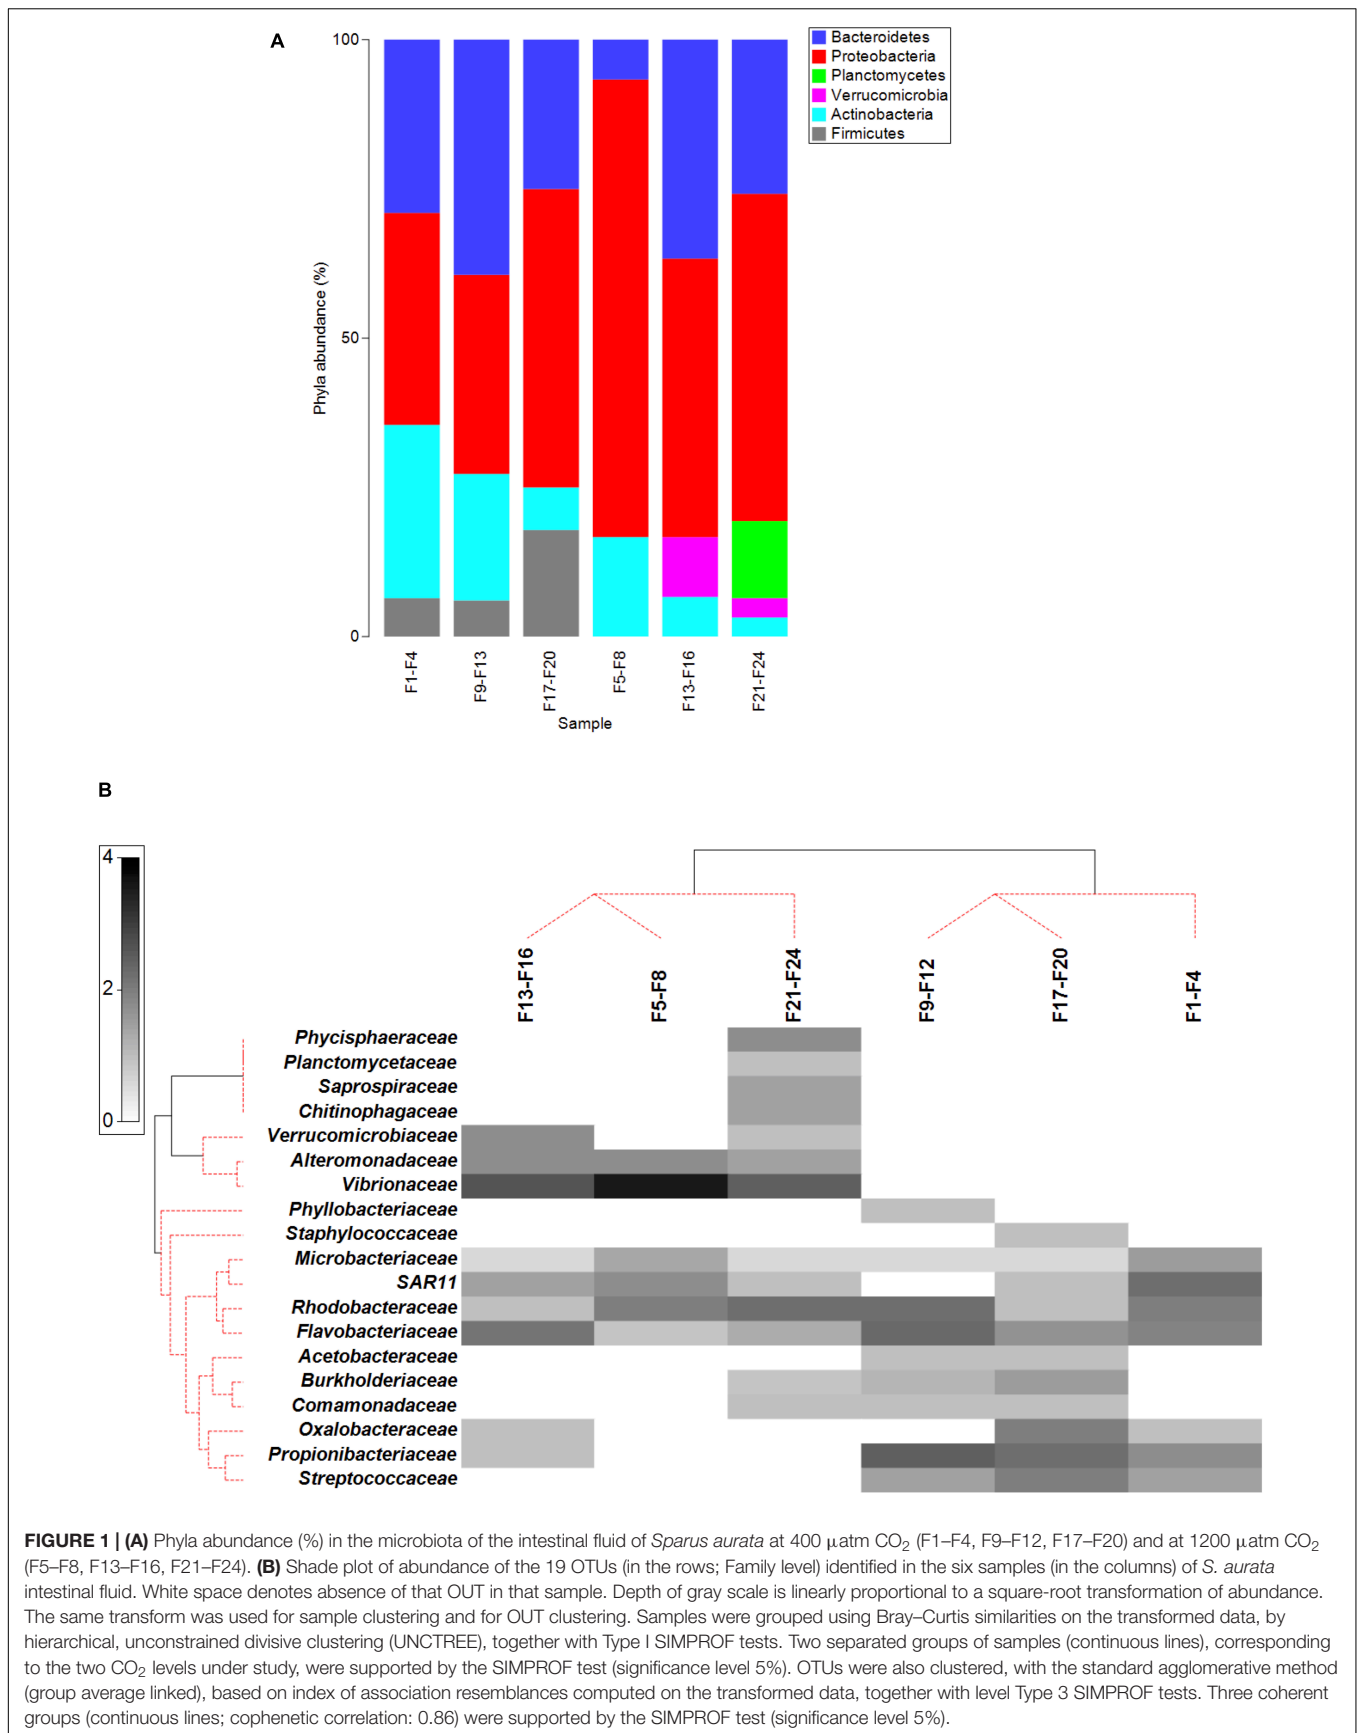 A
100
50
0
Phyla abundance (%)
Bacteroidetes
Proteobacteria
Planctomycetes
Verrucomicrobia
Actinobacteria
Firmicutes
F1-F4
F9-F13
F17-F20
F5-F8
F13-F16
F21-F24
Sample
B
4
2
0
F13-F16
F5-F8
F21-F24
F9-F12
F17-F20
F1-F4
Phycisphaeraceae
Planctomycetaceae
Saprospiraceae
Chitinophagaceae
Verrucomicrobiaceae
Alteromonadaceae
Vibrionaceae
Phyllobacteriaceae
Staphylococcaceae
Microbacteriaceae
SAR11
Rhodobacteraceae
Flavobacteriaceae
Acetobacteraceae
Burkholderiaceae
Comamonadaceae
Oxalobacteraceae
Propionibacteriaceae
Streptococcaceae
FIGURE 1 | (A) Phyla abundance (%) in the microbiota of the intestinal fluid of Sparus aurata at 400 μatm CO2 (F1–F4, F9–F12, F17–F20) and at 1200 μatm CO2
(F5–F8, F13–F16, F21–F24). (B) Shade plot of abundance of the 19 OTUs (in the rows; Family level) identified in the six samples (in the columns) of S. aurata
intestinal fluid. White space denotes absence of that OUT in that sample. Depth of gray scale is linearly proportional to a square-root transformation of abundance.
The same transform was used for sample clustering and for OUT clustering. Samples were grouped using Bray–Curtis similarities on the transformed data, by
hierarchical, unconstrained divisive clustering (UNCTREE), together with Type I SIMPROF tests. Two separated groups of samples (continuous lines), corresponding
to the two CO2 levels under study, were supported by the SIMPROF test (significance level 5%). OTUs were also clustered, with the standard agglomerative method
(group average linked), based on index of association resemblances computed on the transformed data, together with level Type 3 SIMPROF tests. Three coherent
groups (continuous lines; cophenetic correlation: 0.86) were supported by the SIMPROF test (significance level 5%).